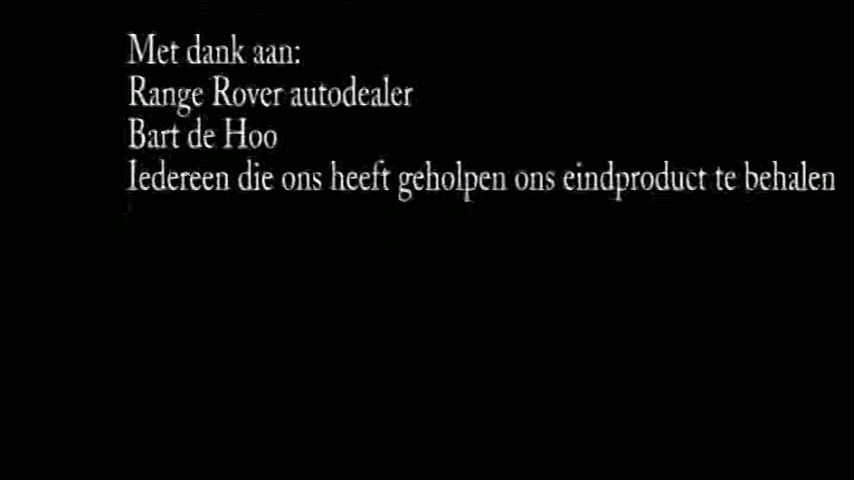 Met dank aan:
Range Rover autodealer
Bart de Hoo
Iedereen die ons heeft geholpen ons eindproduct te behalen